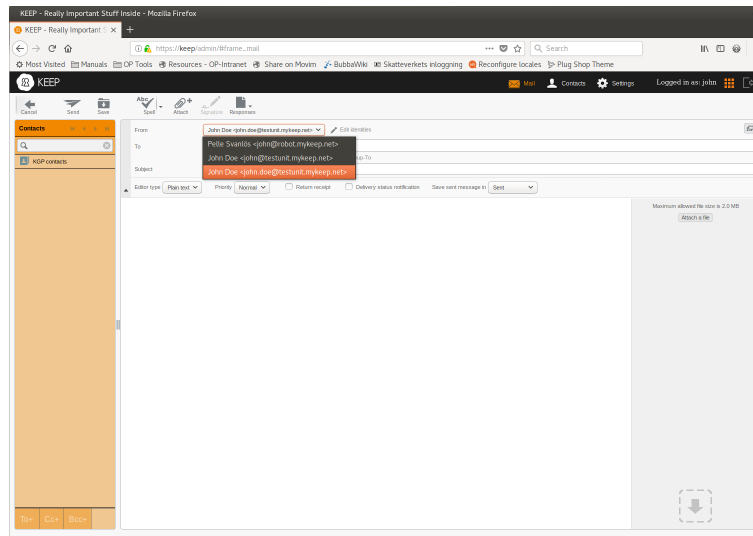 KEEP - Really Important Stuff Inside - Mozilla Firefox
KEEP - Really Important S
https://keep/admin/#frame_mail
Search
Most Visited Manuals OP Tools Resources - OP-Intranet Share on Movim BubbaWiki Skatteverkets inloggning Reconfigure locales Plug Shop Theme
KEEP Mail Contacts Settings Logged in as: john
Cancel Send Save Spell Attach Signature Responses
Contacts
KGP contacts
From John Doe <john.doe@testunit.mykeep.net> Edit identities
Pelle Svanlös <john@robot.mykeep.net>
To
John Doe <john@testunit.mykeep.net>
up-To
Subject
John Doe <john.doe@testunit.mykeep.net>
Editor type Plain text Priority Normal Return receipt Delivery status notification Save sent message in Sent
Maximum allowed file size is 2.0 MB
Attach a file
To+ Cc+ Bcc+